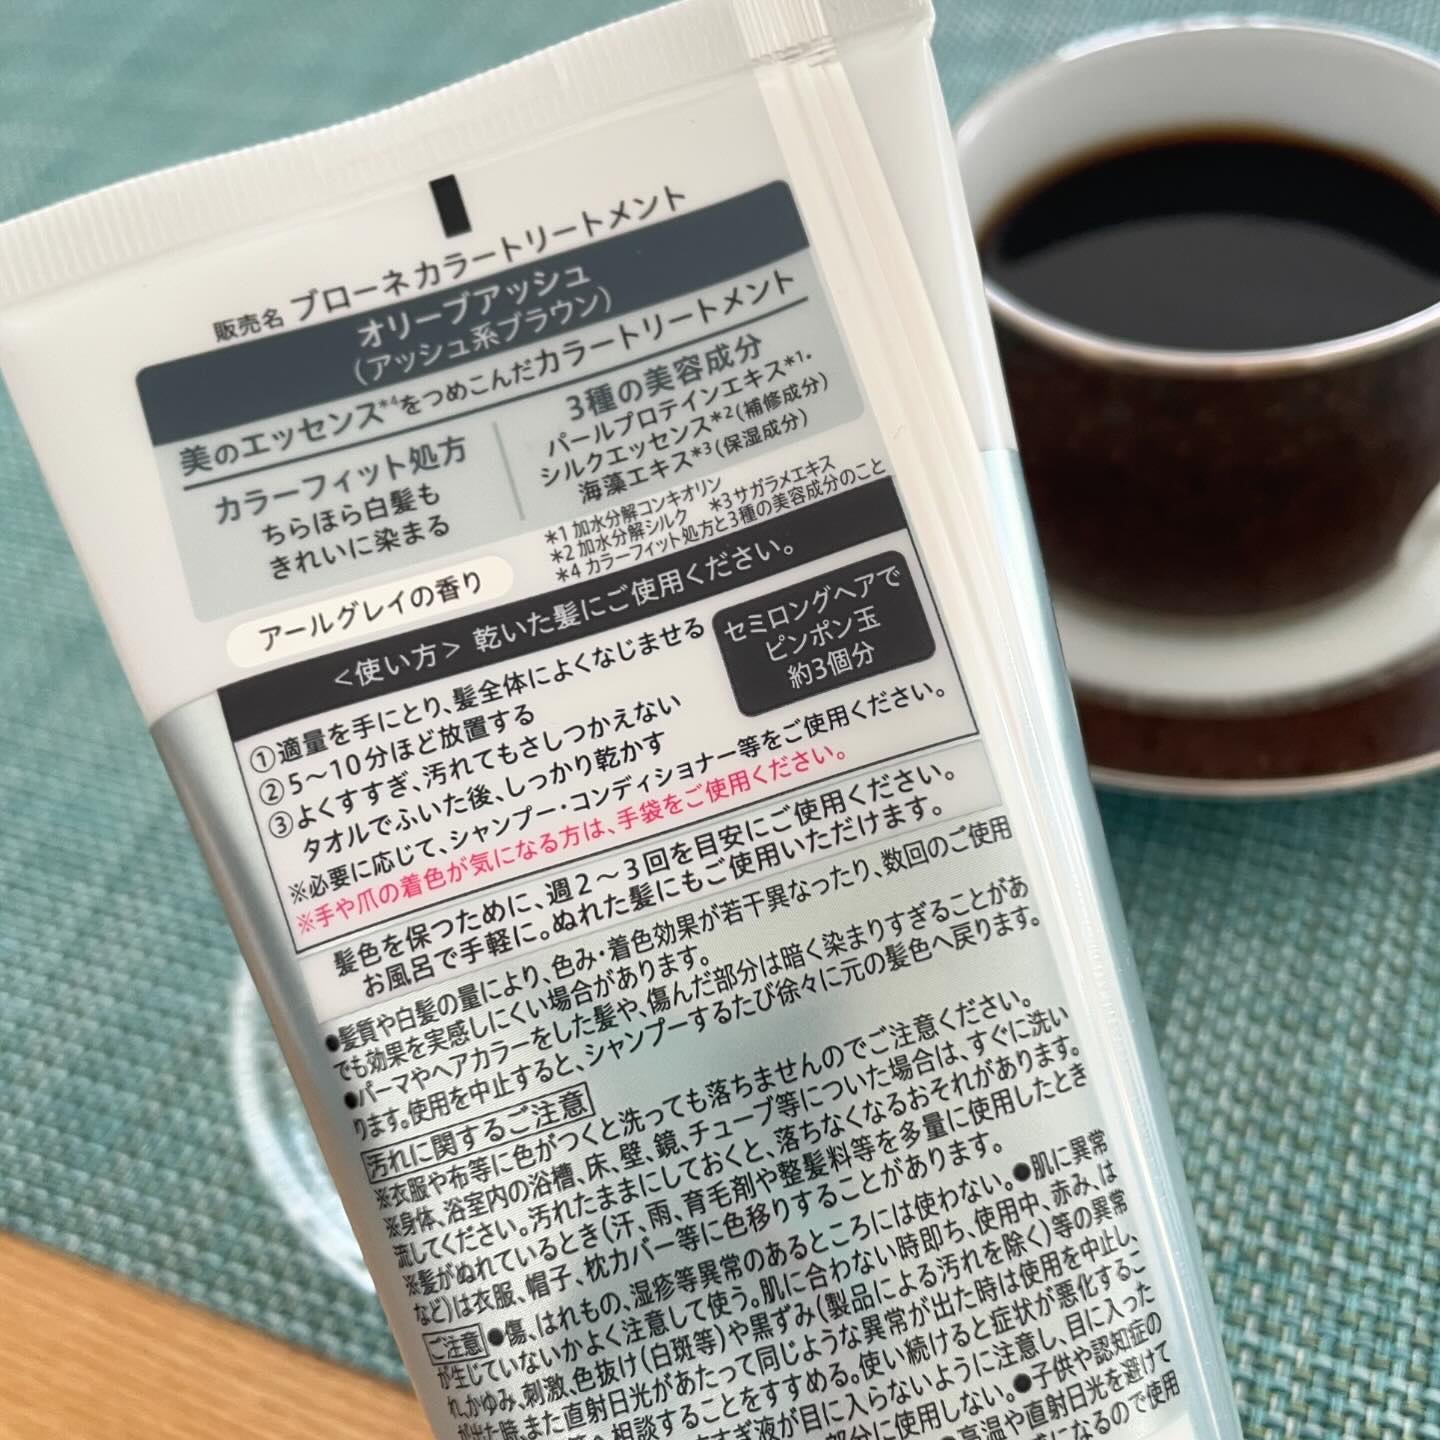 販売名 ブローネ カラートリートメント
オリーブアッシュ
（アッシュ系ブラウン）
美のエッセンス*4をつめこんだカラートリートメント
カラーフィット処方
ちらほら白髪も
きれいに染まる
3種の美容成分
パールプロテインエキス*1・
シルクエッセンス*2(補修成分)
海藻エキス*3(保湿成分)
*1 加水分解コンキオリン
*2 加水分解シルク *3サガラメエキス
*4 カラーフィット処方と3種の美容成分のこと
アールグレイの香り
<使い方> 乾いた髪にご使用ください。
①適量を手にとり、髪全体によくなじませる
②5～10分ほど放置する
③よくすすぎ、汚れてもさしつかえない
タオルでふいた後、しっかり乾かす
セミロングヘアで
ピンポン玉
約3個分
※必要に応じて、シャンプー・コンディショナー等をご使用ください。
※手や爪の着色が気になる方は、手袋をご使用ください。
髪色を保つために、週2～3回を目安にご使用ください。
お風呂で手軽に。ぬれた髪にもご使用いただけます。
●髪質や白髪の量により、色み・着色効果が若干異なったり、数回のご使用
でも効果を実感しにくい場合があります。
●パーマやヘアカラーをした髪や、傷んだ部分は暗く染まりすぎることがあ
ります。使用を中止すると、シャンプーするたび徐々に元の髪色へ戻ります。
汚れに関するご注意
※衣服や布等に色がつくと洗っても落ちませんのでご注意ください。
※身体、浴室内の浴槽、床、壁、鏡、チューブ等についた場合は、すぐに洗い
流してください。汚れたままにしておくと、落ちなくなるおそれがあります。
※髪がぬれているとき(汗、雨、育毛剤や整髪料等を多量に使用したとき
など)は衣服、帽子、枕カバー等に色移りすることがあります。
ご注意 ●傷、はれもの、湿疹等異常のあるところには使わない。●肌に異常
が生じていないかよく注意して使う。肌に合わない時即ち、使用中、赤み、は
れ、かゆみ、刺激、色抜け(白斑等)や黒ずみ(製品による汚れを除く)等の異常
が出た時、また直射日光があたって同じような異常が出た時は使用を中止し、
へ相談することをすすめる。使い続けると症状が悪化するこ
すぎ液が目に入らないように注意し、目に入った
部分に使用しない。●子供や認知症の
●高温や直射日光を避けて
になるので使用